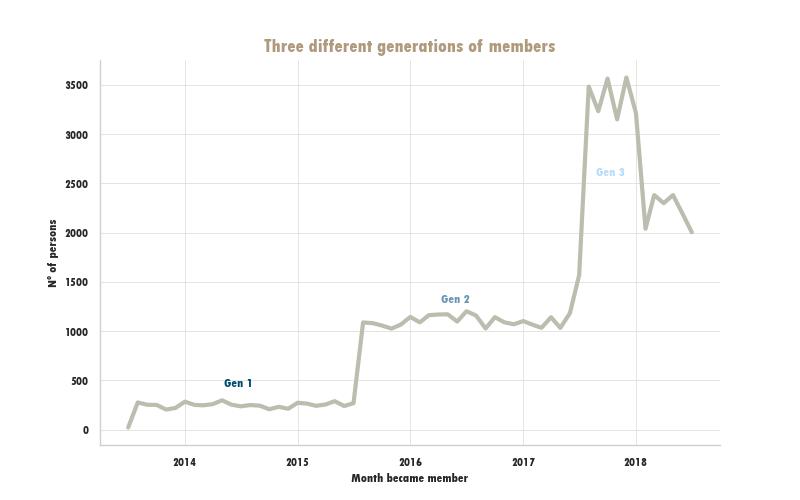 Three different generations of members
3500
3000
2500
2000
1500
1000
500
0
N° of persons
Gen 1
Gen 2
Gen 3
2014 2015 2016 2017 2018
Month became member